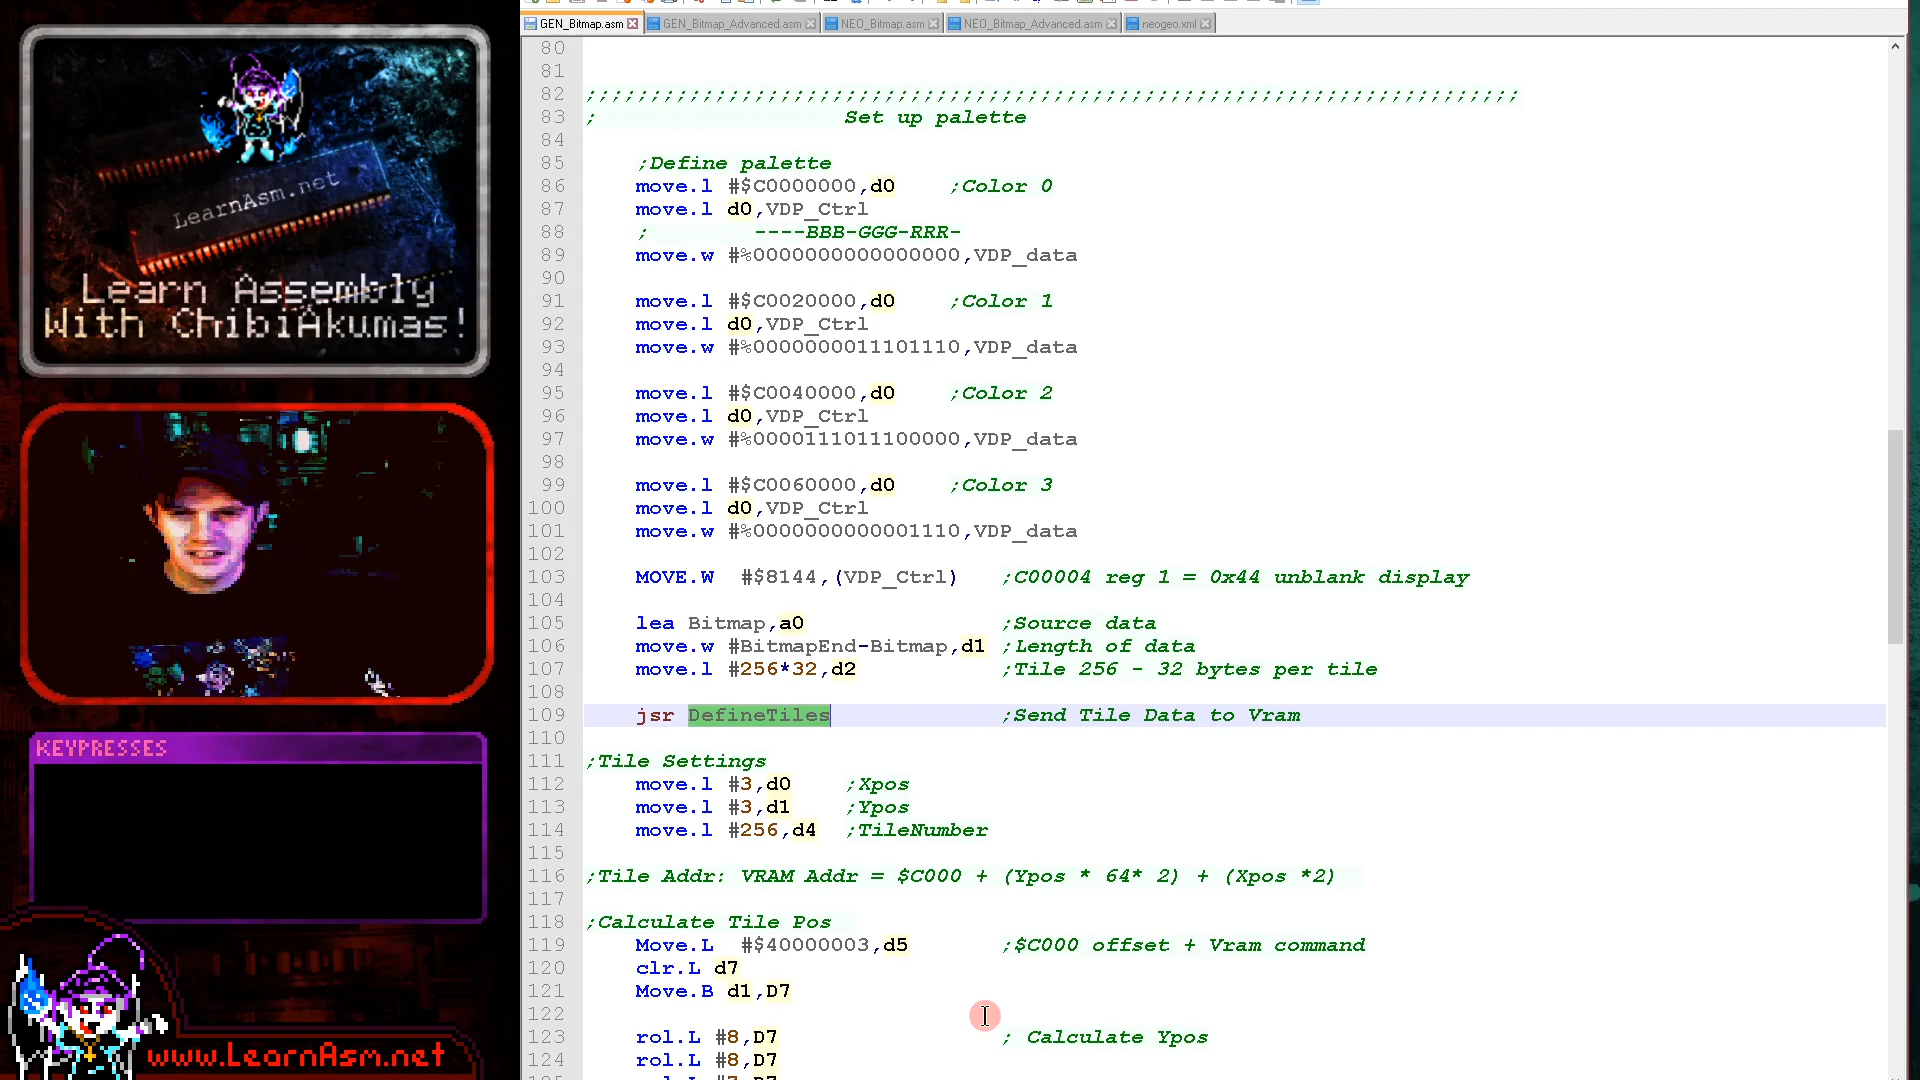 GEN_Bitmap.asm GEN_Bitmap_Advanced.asm NEO_Bitmap.asm NEO_Bitmap_Advanced.asm neogeo.xml
LearnAsm.net
Learn Assembly
With ChibiAkumas!
KEYPRESSES
www.LearnAsm.net
80
81
82 ;;;;;;;;;;;;;;;;;;;;;;;;;;;;;;;;;;;;;;;;;;;;;;;;;;;;;;;;;;;;;;;;;;;;;;;;
83 ; Set up palette
84
85 ;Define palette
86 move.l #$C0000000,d0 ;Color 0
87 move.l d0,VDP_Ctrl
88 ; ----BBB-GGG-RRR-
89 move.w #%0000000000000000,VDP_data
90
91 move.l #$C0020000,d0 ;Color 1
92 move.l d0,VDP_Ctrl
93 move.w #%0000000011101110,VDP_data
94
95 move.l #$C0040000,d0 ;Color 2
96 move.l d0,VDP_Ctrl
97 move.w #%0000111011100000,VDP_data
98
99 move.l #$C0060000,d0 ;Color 3
100 move.l d0,VDP_Ctrl
101 move.w #%0000000000001110,VDP_data
102
103 MOVE.W #$8144,(VDP_Ctrl) ;C00004 reg 1 = 0x44 unblank display
104
105 lea Bitmap,a0 ;Source data
106 move.w #BitmapEnd-Bitmap,d1 ;Length of data
107 move.l #256*32,d2 ;Tile 256 - 32 bytes per tile
108
109 jsr DefineTiles ;Send Tile Data to Vram
110
111 ;Tile Settings
112 move.l #3,d0 ;Xpos
113 move.l #3,d1 ;Ypos
114 move.l #256,d4 ;TileNumber
115
116 ;Tile Addr: VRAM Addr = $C000 + (Ypos * 64* 2) + (Xpos *2)
117
118 ;Calculate Tile Pos
119 Move.L #$40000003,d5 ;$C000 offset + Vram command
120 clr.L d7
121 Move.B d1,D7
122
123 rol.L #8,D7 ; Calculate Ypos
124 rol.L #8,D7